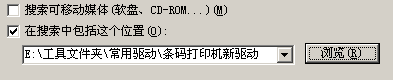 搜索可移动媒体(软盘、CD-ROM...)(M)
在搜索中包括这个位置(O):
E:\工具文件夹\常用驱动\条码打印机新驱动 浏览(R)